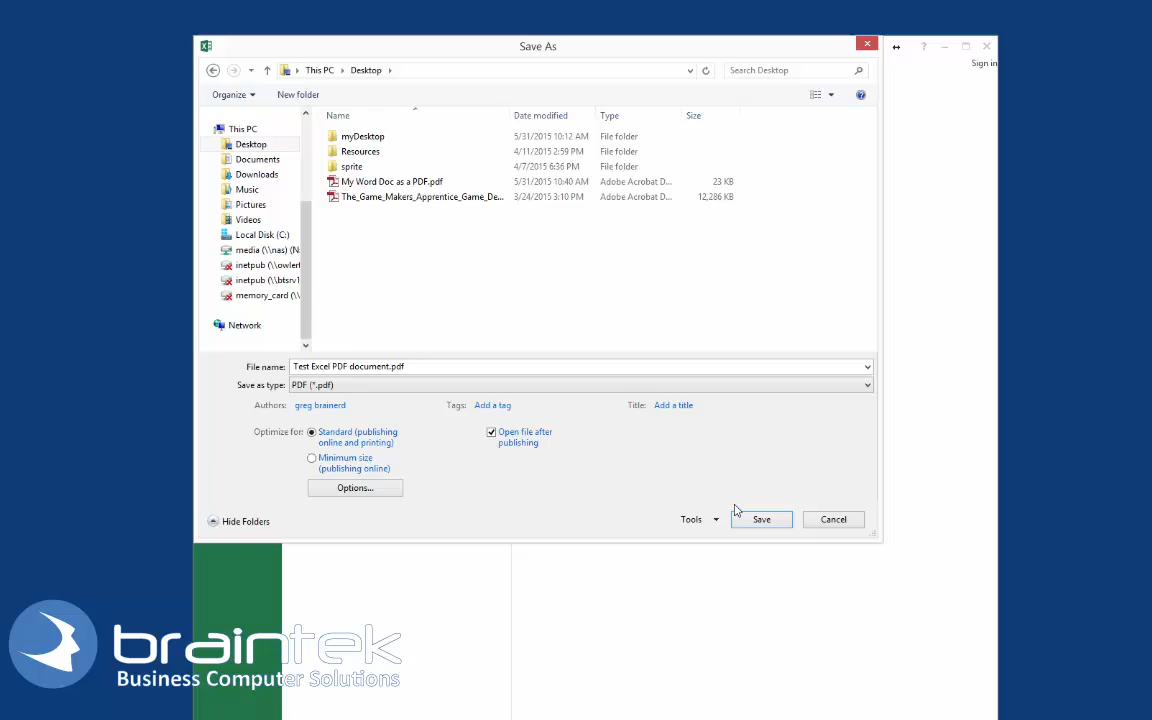 Save As
Sign in
This PC
Desktop
Search Desktop
Organize
New folder
Name
Date modified
Type
Size
This PC
Desktop
Documents
Downloads
Music
Pictures
Videos
Local Disk (C:)
media (\\nas) (N:
inetpub (\\owlert
inetpub (\\btsrv1
memory_card (\\
Network
myDesktop 5/31/2015 10:12 AM File folder
Resources 4/11/2015 2:59 PM File folder
sprite 4/7/2015 6:36 PM File folder
My Word Doc as a PDF.pdf 5/31/2015 10:40 AM Adobe Acrobat D... 23 KB
The_Game_Makers_Apprentice_Game_De... 3/24/2015 3:10 PM Adobe Acrobat D... 12,286 KB
File name: Test Excel PDF document.pdf
Save as type: PDF (*.pdf)
Authors: greg brainerd
Tags: Add a tag
Title: Add a title
Optimize for: Standard (publishing
online and printing)
Minimum size
(publishing online)
Open file after
publishing
Options...
Hide Folders
Tools
Save
Cancel
braintek
Business Computer Solutions